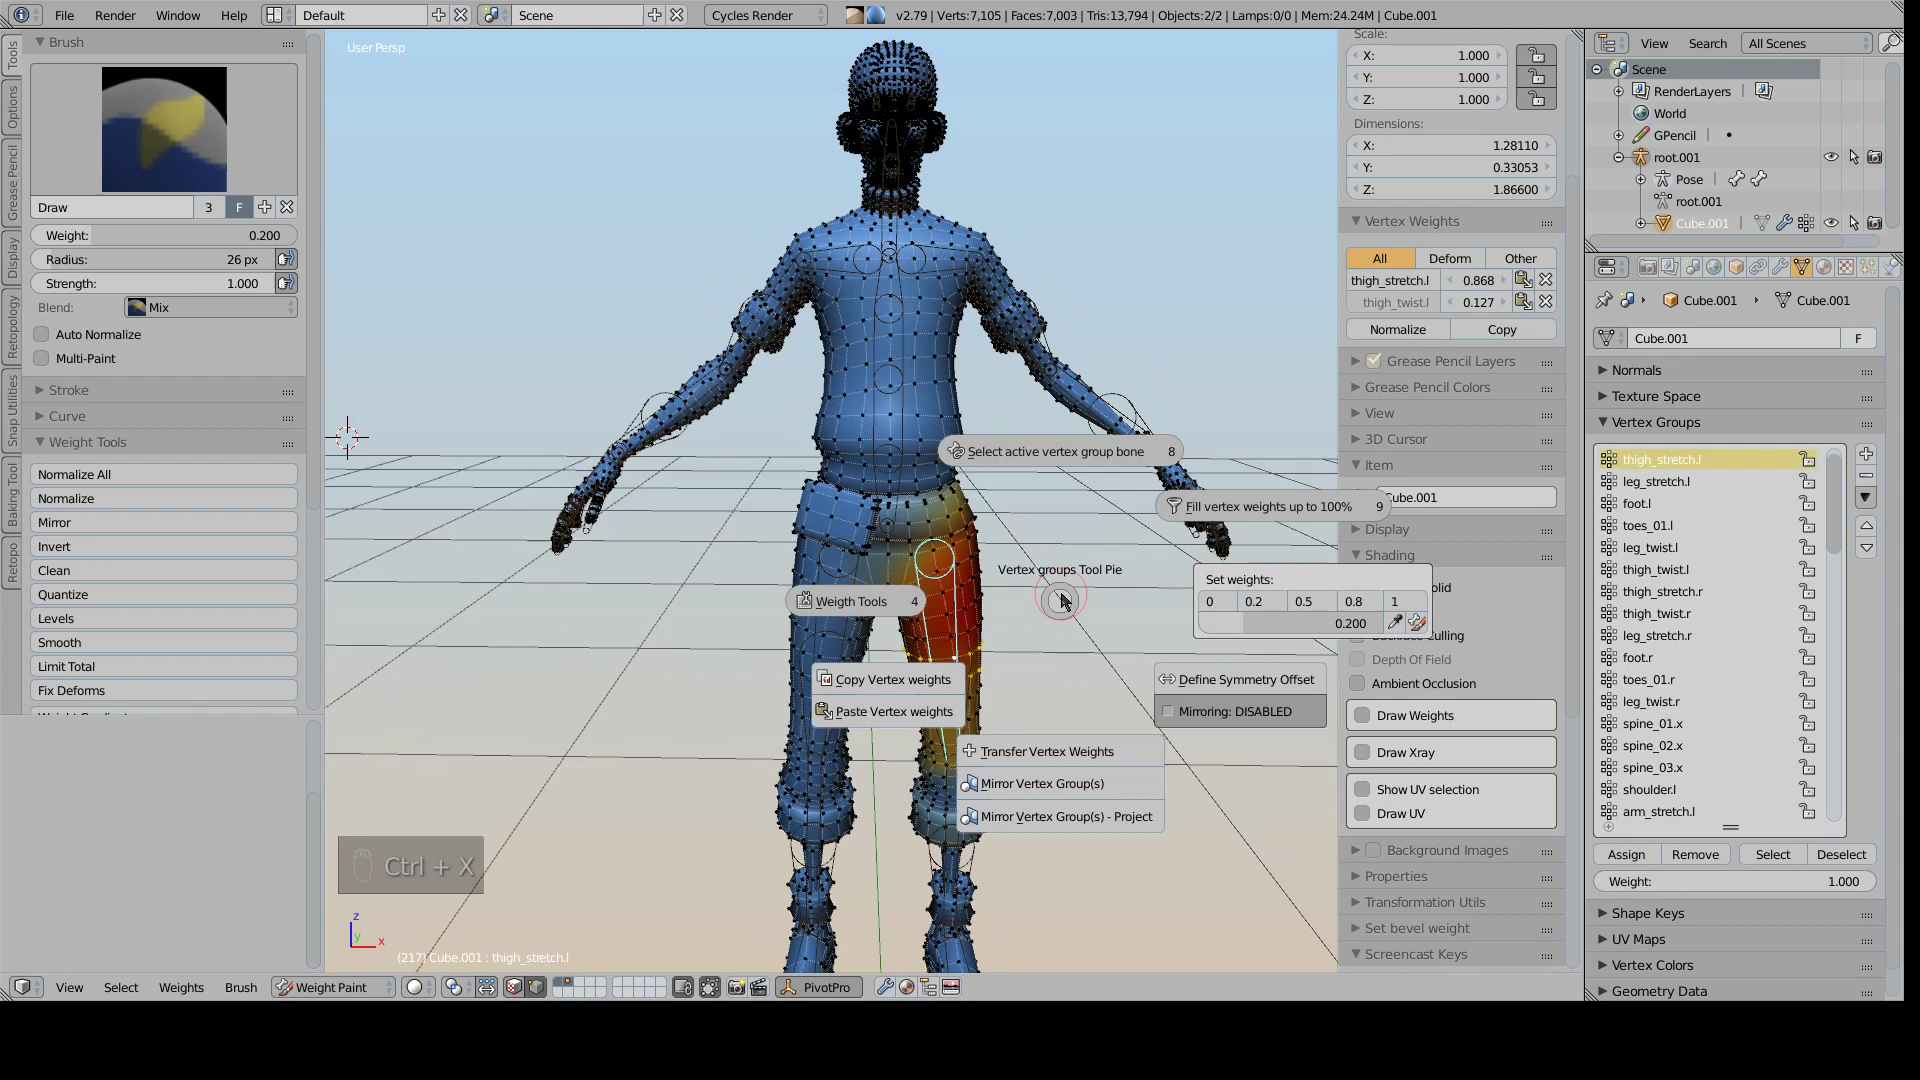 File Render Window Help Default Scene Cycles Render v2.79 | Verts:7,105 | Faces:7,003 | Tris:13,794 | Objects:2/2 | Lamps:0/0 | Mem:24.24M | Cube.001
Tools
Options
Grease Pencil
Display
Retopology
Snap Utilities
Baking Tool
Retopo
Brush
Draw 3 F
Weight: 0.200
Radius: 26 px
Strength: 1.000
Blend: Mix
Auto Normalize
Multi-Paint
Stroke
Curve
Weight Tools
Normalize All
Normalize
Mirror
Invert
Clean
Quantize
Levels
Smooth
Limit Total
Fix Deforms
User Persp
Select active vertex group bone 8
Fill vertex weights up to 100% 9
Vertex groups Tool Pie
Weigth Tools 4
Set weights:
0 0.2 0.5 0.8 1
0.200
Copy Vertex weights
Paste Vertex weights
Define Symmetry Offset
Mirroring: DISABLED
Transfer Vertex Weights
Mirror Vertex Group(s)
Mirror Vertex Group(s) - Project
Ctrl + X
z
y
x
(217) Cube.001 : thigh_stretch.l
Scale:
X: 1.000
Y: 1.000
Z: 1.000
Dimensions:
X: 1.28110
Y: 0.33053
Z: 1.86600
Vertex Weights
All Deform Other
thigh_stretch.l 0.868
thigh_twist.l 0.127
Normalize Copy
Grease Pencil Layers
Grease Pencil Colors
View
3D Cursor
Item
Cube.001
Display
Shading
Depth Of Field
Ambient Occlusion
Draw Weights
Draw Xray
Show UV selection
Draw UV
Background Images
Properties
Transformation Utils
Set bevel weight
Screencast Keys
View Search All Scenes
Scene
RenderLayers |
World
GPencil |
root.001
Pose |
root.001
Cube.001 |
Cube.001 Cube.001
Cube.001 F
Normals
Texture Space
Vertex Groups
thigh_stretch.l
leg_stretch.l
foot.l
toes_01.l
leg_twist.l
thigh_twist.l
thigh_stretch.r
thigh_twist.r
leg_stretch.r
foot.r
toes_01.r
leg_twist.r
spine_01.x
spine_02.x
spine_03.x
shoulder.l
arm_stretch.l
Assign Remove Select Deselect
Weight: 1.000
Shape Keys
UV Maps
Vertex Colors
Geometry Data
View Select Weights Brush Weight Paint PivotPro